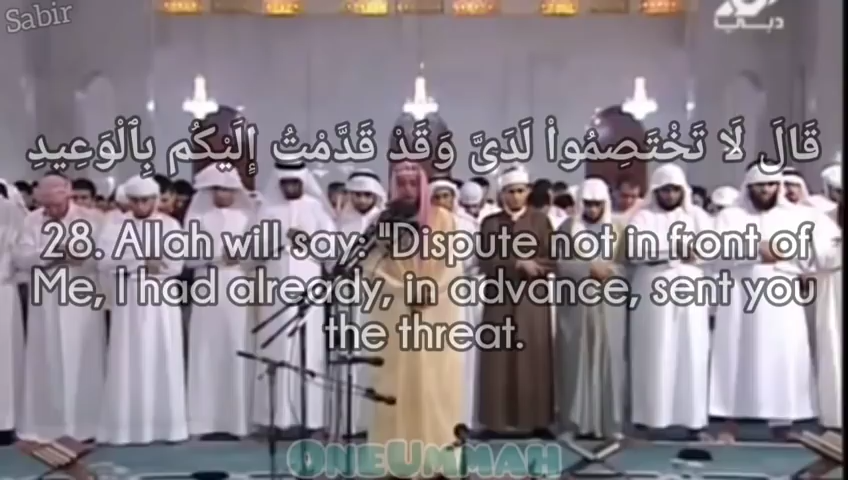 Sabir
دبي
قَالَ لَا تَخْتَصِمُوا۟ لَدَىَّ وَقَدْ قَدَّمْتُ إِلَيْكُم بِٱلْوَعِيدِ
28. Allah will say: "Dispute not in front of
Me, I had already, in advance, sent you
the threat.
OneUmmah